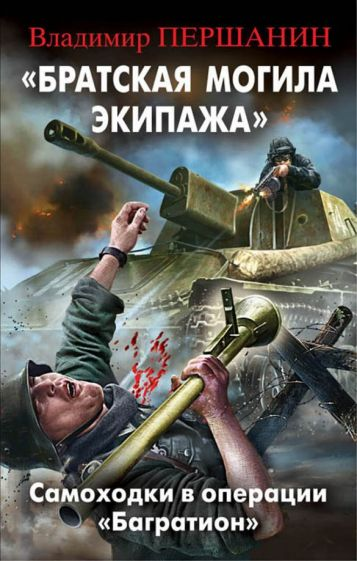 Владимир ПЕРШАНИН
«БРАТСКАЯ МОГИЛА
ЭКИПАЖА»
Самоходки в операции
«Багратион»